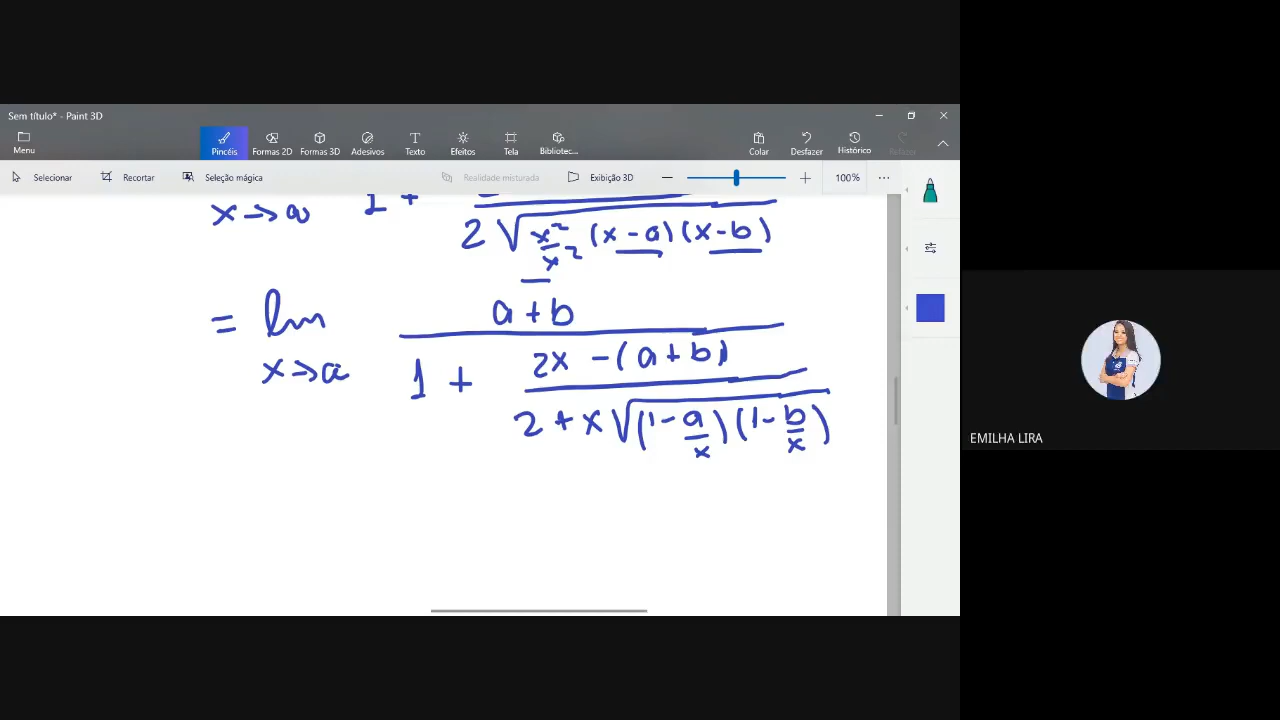 Sem título* - Paint 3D
Menu
Pincéis
Formas 2D
Formas 3D
Adesivos
Texto
Efeitos
Tela
Bibliotec...
Colar
Desfazer
Histórico
Selecionar
Recortar
Seleção mágica
Realidade misturada
Exibição 3D
100%
x → ∞ 1 +
2 √ x²/x² (x - a) (x - b)
= lim a + b
x → a 1 + 2x - (a + b)
2 + x √ (1 - a/x) (1 - b/x)
EMILHA LIRA